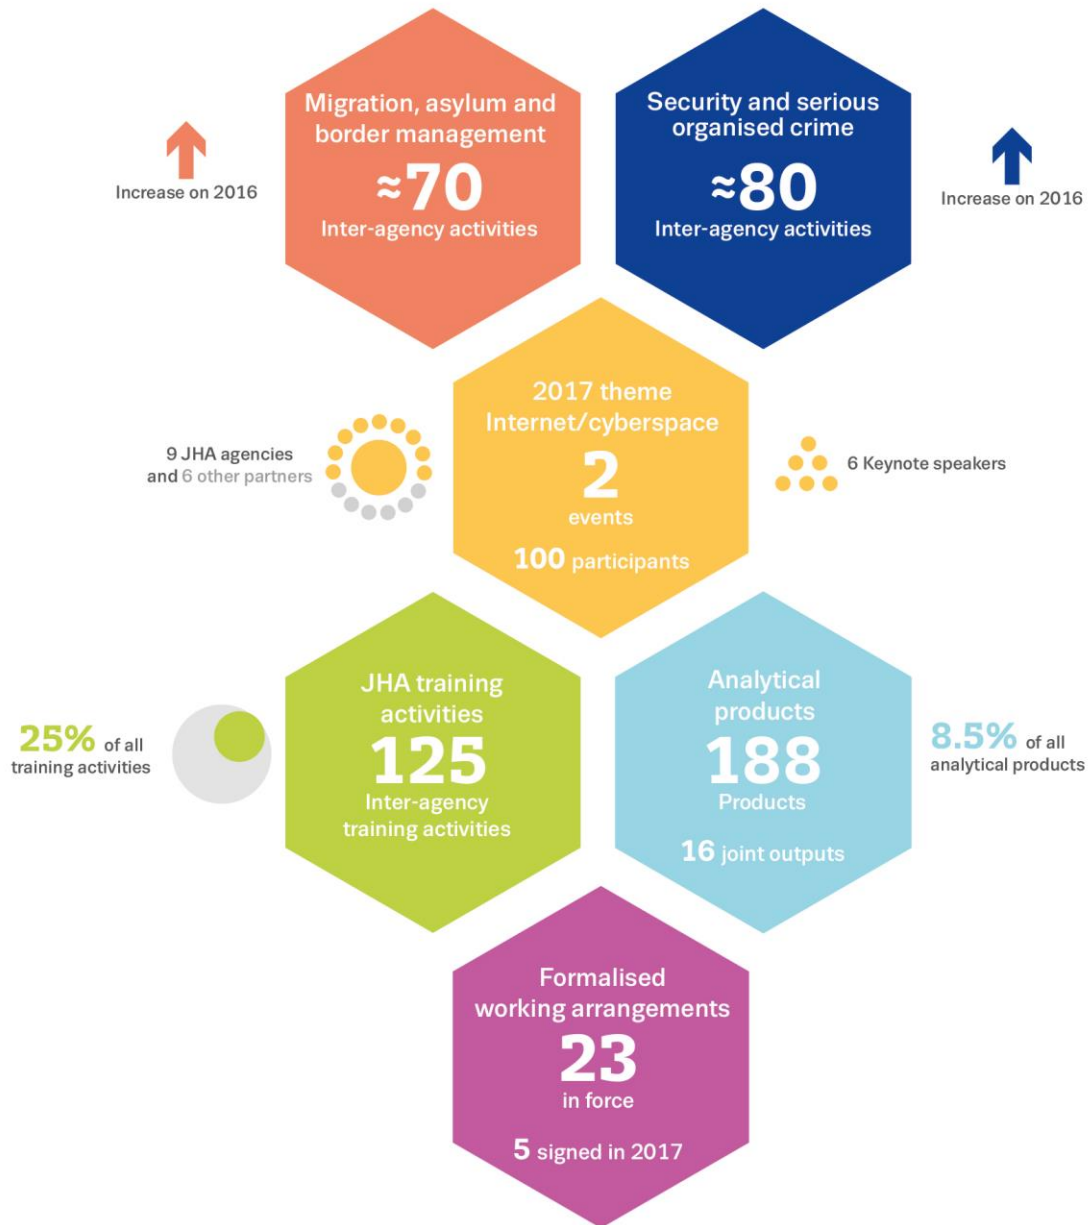 Migration, asylum and
border management
≈70
Inter-agency activities
Increase on 2016
Security and serious
organised crime
≈80
Inter-agency activities
Increase on 2016
2017 theme
Internet/cyberspace
2
events
100 participants
9 JHA agencies
and 6 other partners
6 Keynote speakers
JHA training
activities
125
Inter-agency
training activities
25% of all
training activities
Analytical
products
188
Products
16 joint outputs
8.5% of all
analytical products
Formalised
working arrangements
23
in force
5 signed in 2017